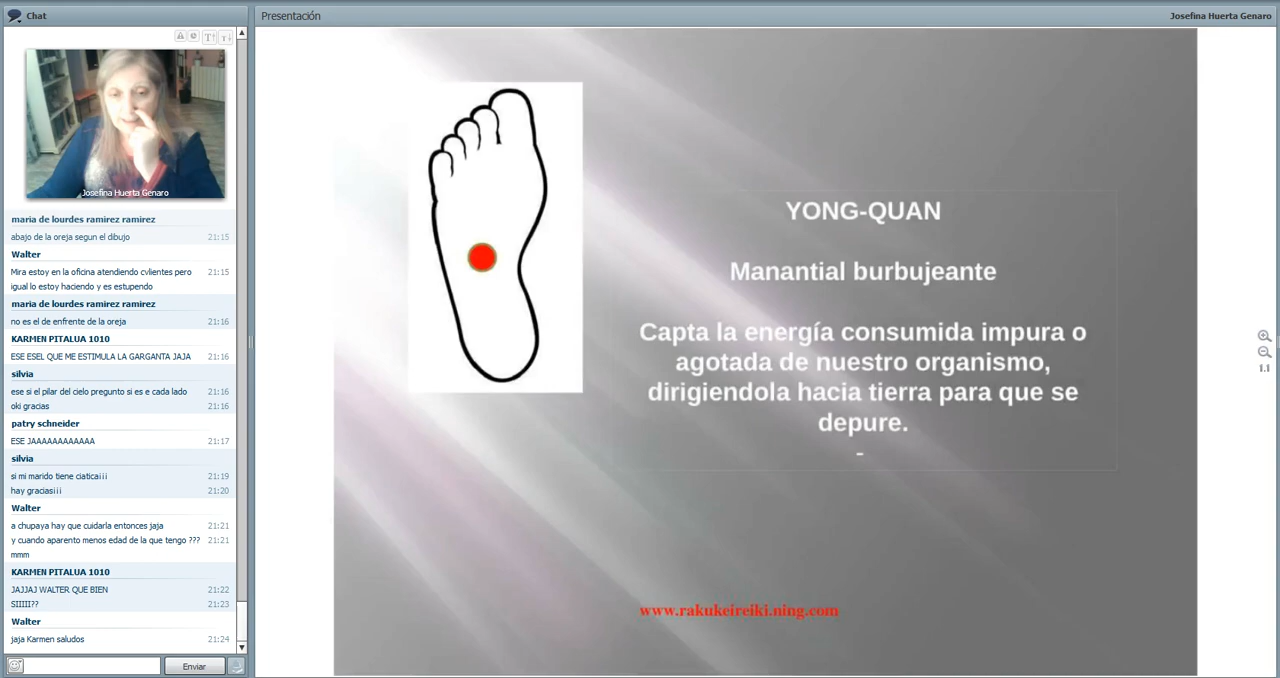 Chat
Josefina Huerta Genaro
maria de lourdes ramirez ramirez
abajo de la oreja segun el dibujo 21:15
Walter
Mira estoy en la oficina atendiendo cvlientes pero 21:15
igual lo estoy haciendo y es estupendo
maria de lourdes ramirez ramirez
no es el de enfrente de la oreja 21:16
KARMEN PITALUA 1010
ESE ESEL QUE ME ESTIMULA LA GARGANTA JAJA 21:16
silvia
ese si el pilar del cielo pregunto si es e cada lado 21:16
oki gracias 21:16
patry schneider
ESE JAAAAAAAAAAAA 21:17
silvia
si mi marido tiene ciatica¡¡¡ 21:19
hay gracias¡¡¡ 21:20
Walter
a chupaya hay que cuidarla entonces jaja 21:21
y cuando aparento menos edad de la que tengo ??? 21:21
mmm
KARMEN PITALUA 1010
JAJJAJ WALTER QUE BIEN 21:22
SIIIII?? 21:23
Walter
jaja Karmen saludos 21:24
Enviar
Presentación
Josefina Huerta Genaro
YONG-QUAN
Manantial burbujeante
Capta la energía consumida impura o
agotada de nuestro organismo,
dirigiendola hacia tierra para que se
depure.
-
www.rakukeireiki.ning.com
1:1